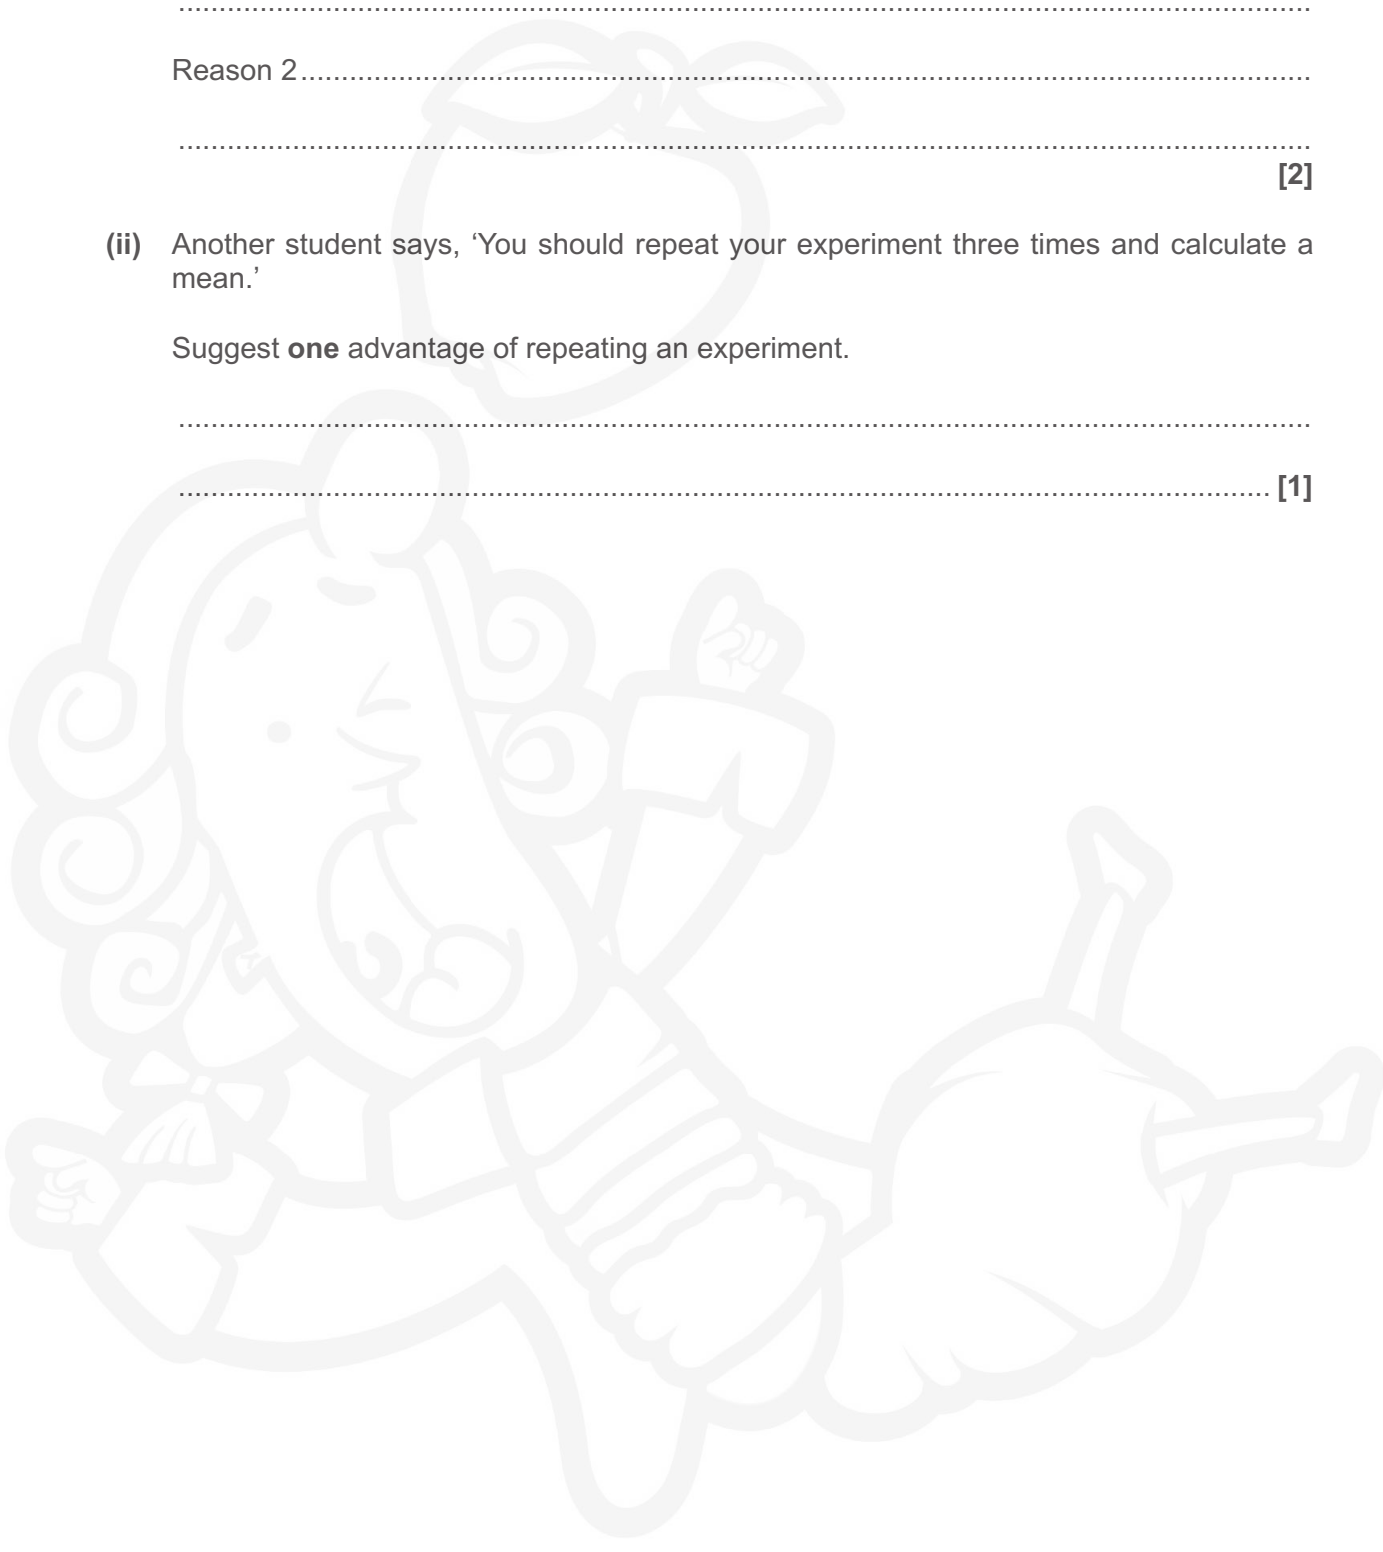 ...............................................................................................................................................
Reason 2...............................................................................................................................
...............................................................................................................................................
[2]
(ii) Another student says, ‘You should repeat your experiment three times and calculate a
mean.’
Suggest one advantage of repeating an experiment.
...............................................................................................................................................
.......................................................................................................................................... [1]